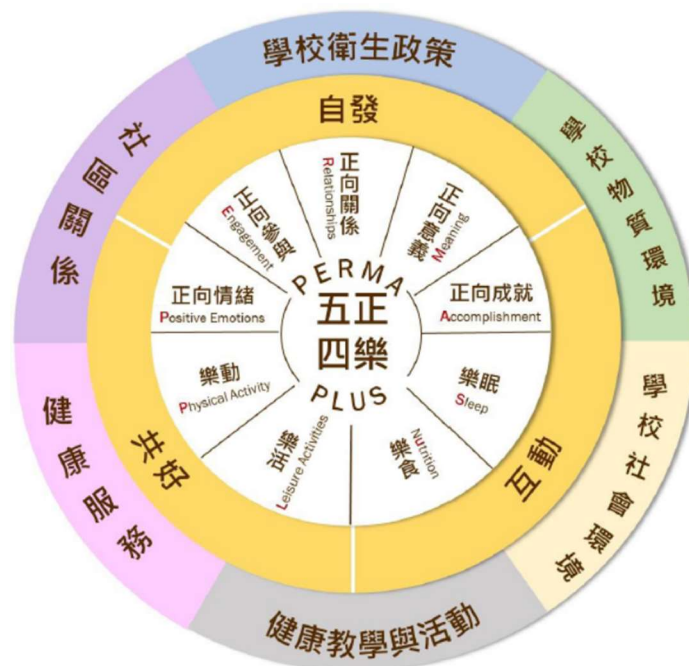 學校衛生政策
學校物質環境
學校社會環境
健康教學與活動
健康服務
社區關係
自發
互動
共好
正向情緒
Positive Emotions
正向參與
Engagement
正向關係
Relationships
正向意義
Meaning
正向成就
Accomplishment
樂動
Physical Activity
樂活
Leisure Activities
樂食
Nutrition
樂眠
Sleep
PERMA
五正
四樂
PLUS